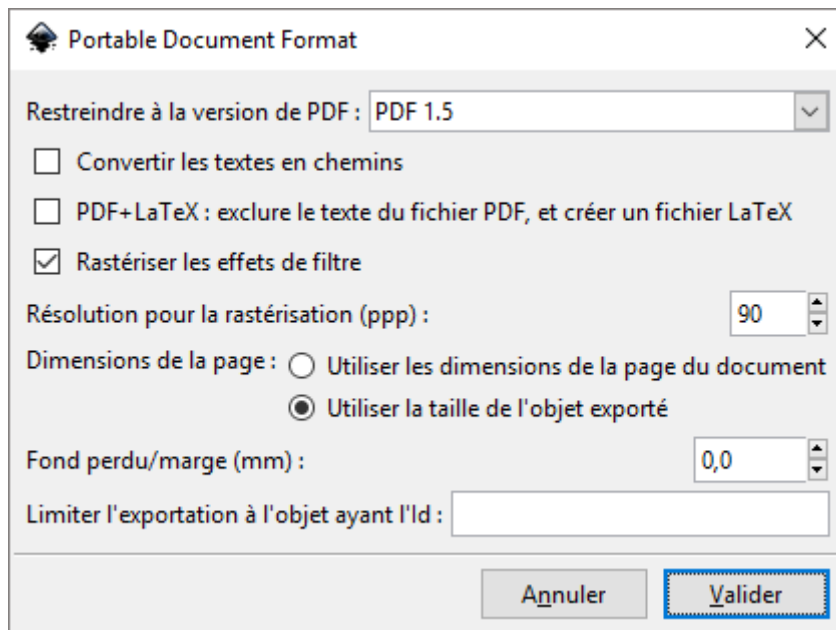 Portable Document Format
Restreindre à la version de PDF : PDF 1.5
Convertir les textes en chemins
PDF+LaTeX : exclure le texte du fichier PDF, et créer un fichier LaTeX
Rastériser les effets de filtre
Résolution pour la rastérisation (ppp) : 90
Dimensions de la page : Utiliser les dimensions de la page du document
Utiliser la taille de l'objet exporté
Fond perdu/marge (mm) : 0,0
Limiter l'exportation à l'objet ayant l'Id :
Annuler Valider